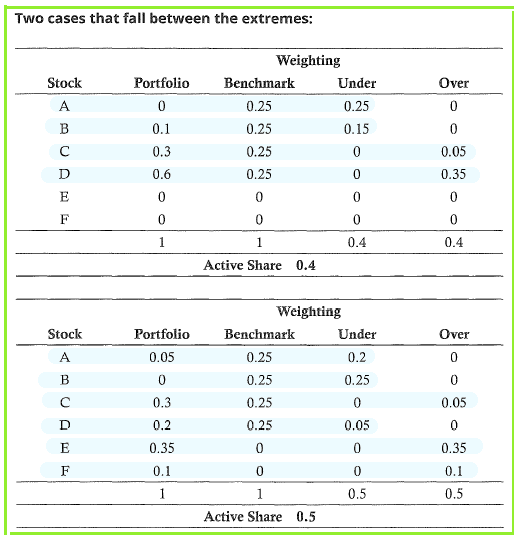 Two cases that fall between the extremes:
Weighting
Stock Portfolio Benchmark Under Over
A 0 0.25 0.25 0
B 0.1 0.25 0.15 0
C 0.3 0.25 0 0.05
D 0.6 0.25 0 0.35
E 0 0 0 0
F 0 0 0 0
1 1 0.4 0.4
Active Share 0.4
Weighting
Stock Portfolio Benchmark Under Over
A 0.05 0.25 0.2 0
B 0 0.25 0.25 0
C 0.3 0.25 0 0.05
D 0.2 0.25 0.05 0
E 0.35 0 0 0.35
F 0.1 0 0 0.1
1 1 0.5 0.5
Active Share 0.5